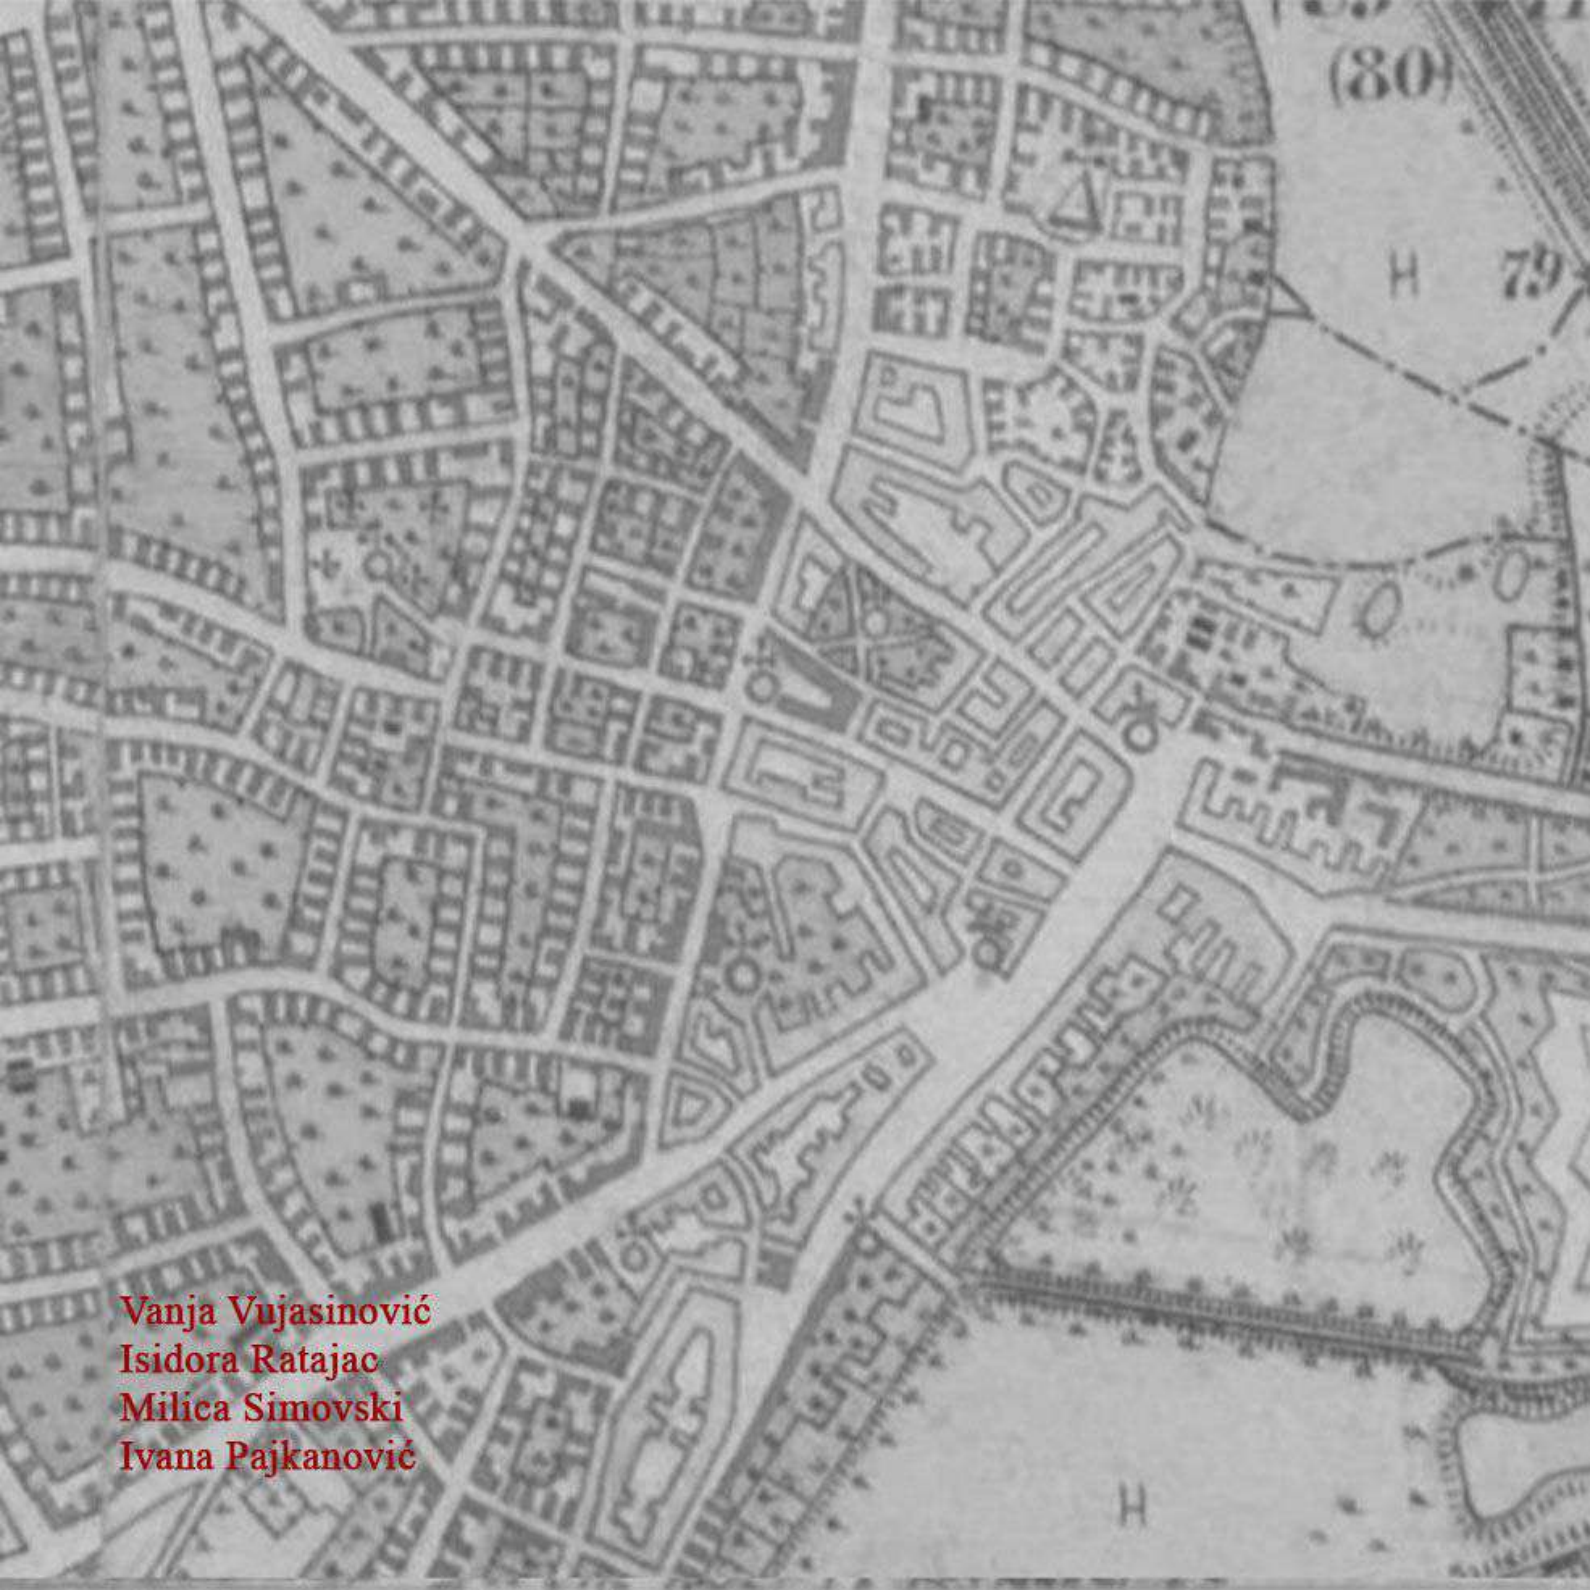 (80)
H
79
Vanja Vujasinović
Isidora Ratajac
Milica Simovski
Ivana Pajkanović
H